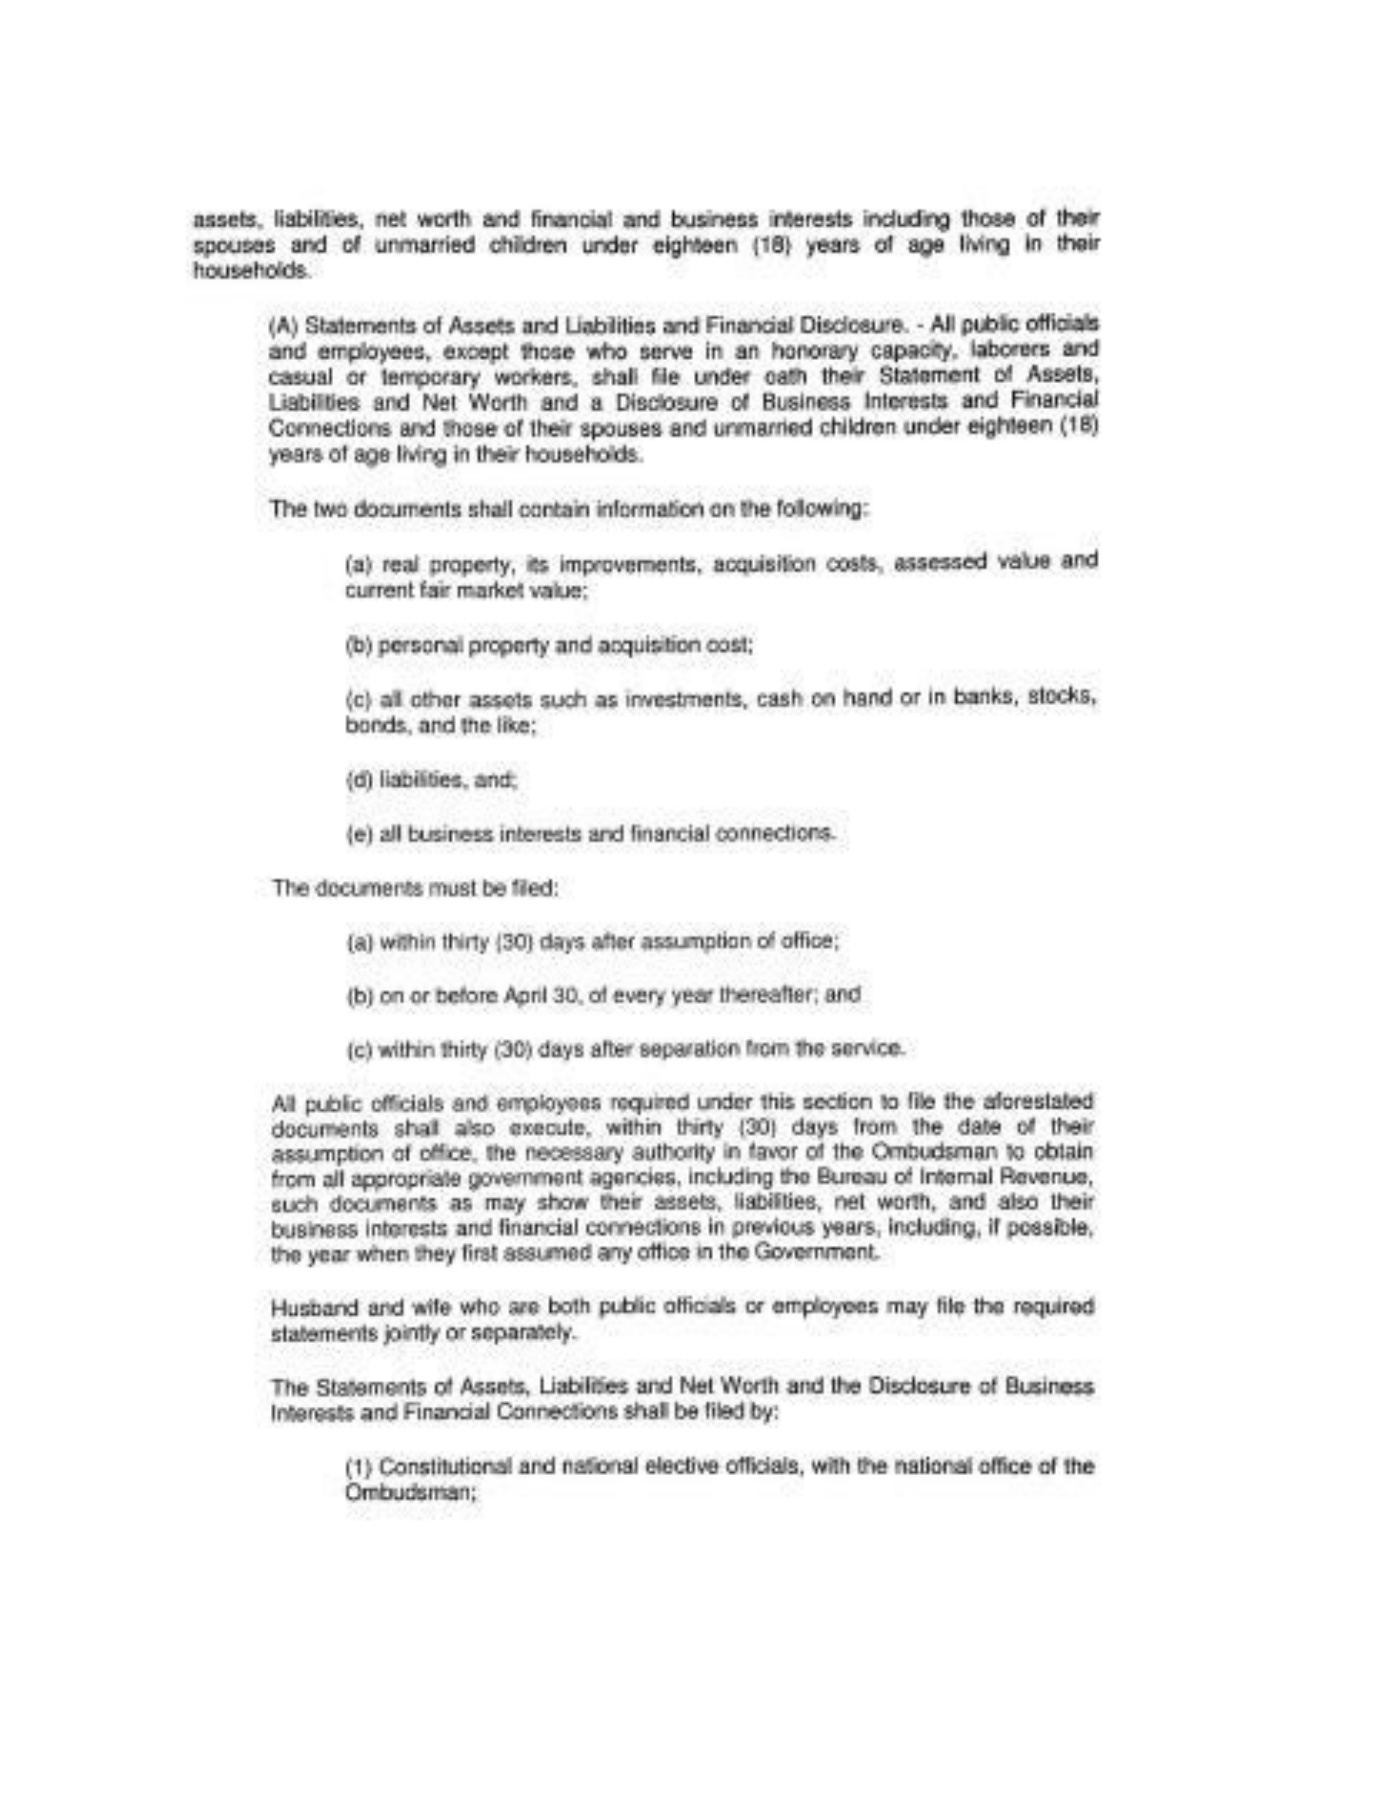 assets, liabilities, net worth and financial and business interests including those of their
spouses and of unmarried children under eighteen (18) years of age living in their
households.
(A) Statements of Assets and Liabilities and Financial Disclosure. - All public officials
and employees, except those who serve in an honorary capacity, laborers and
casual or temporary workers, shall file under oath their Statement of Assets,
Liabilities and Net Worth and a Disclosure of Business Interests and Financial
Connections and those of their spouses and unmarried children under eighteen (18)
years of age living in their households.
The two documents shall contain information on the following:
(a) real property, its improvements, acquisition costs, assessed value and
current fair market value;
(b) personal property and acquisition cost;
(c) all other assets such as investments, cash on hand or in banks, stocks,
bonds, and the like;
(d) liabilities, and;
(e) all business interests and financial connections.
The documents must be filed:
(a) within thirty (30) days after assumption of office;
(b) on or before April 30, of every year thereafter; and
(c) within thirty (30) days after separation from the service.
All public officials and employees required under this section to file the aforestated
documents shall also execute, within thirty (30) days from the date of their
assumption of office, the necessary authority in favor of the Ombudsman to obtain
from all appropriate government agencies, including the Bureau of Internal Revenue,
such documents as may show their assets, liabilities, net worth, and also their
business interests and financial connections in previous years, including, if possible,
the year when they first assumed any office in the Government.
Husband and wife who are both public officials or employees may file the required
statements jointly or separately.
The Statements of Assets, Liabilities and Net Worth and the Disclosure of Business
Interests and Financial Connections shall be filed by:
(1) Constitutional and national elective officials, with the national office of the
Ombudsman;